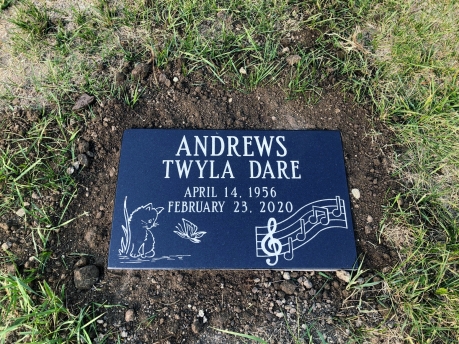 ANDREWS
TWYLA DARE
APRIL 14, 1956
FEBRUARY 23, 2020